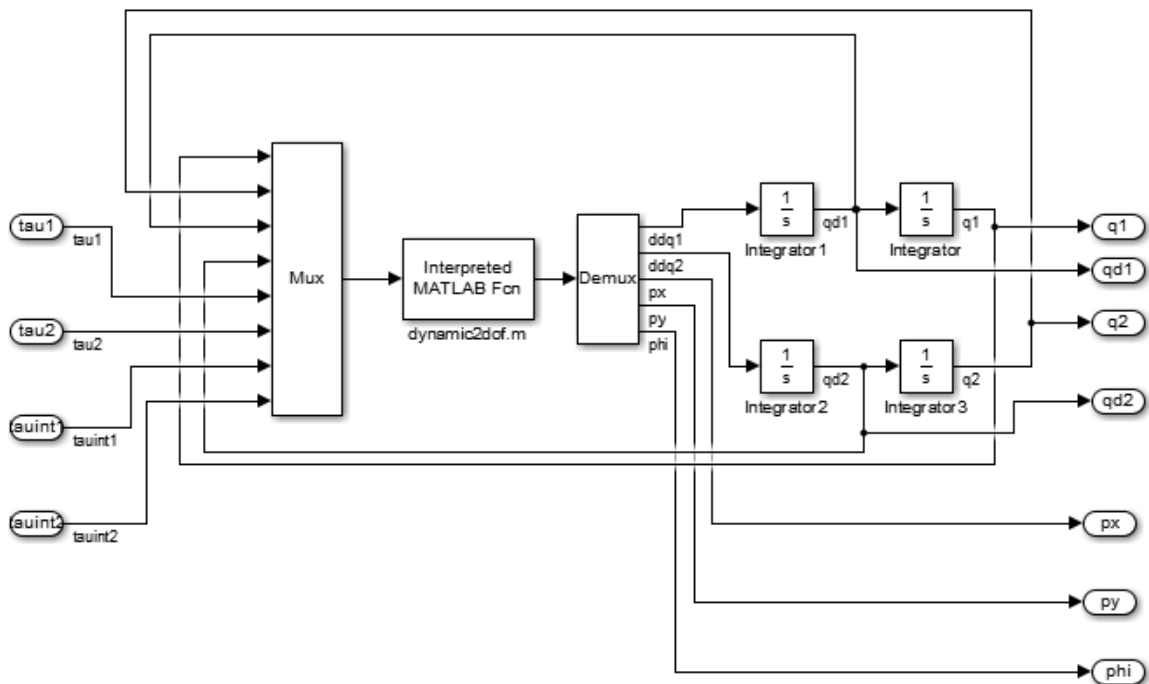 tau1
tau1
tau2
tau2
tauint1
tauint1
tauint2
tauint2
Mux
Interpreted
MATLAB Fcn
dynamic2dof.m
Demux
ddq1
ddq2
px
py
phi
1
s
qd1
Integrator1
1
s
q1
Integrator
1
s
qd2
Integrator2
1
s
q2
Integrator3
q1
qd1
q2
qd2
px
py
phi